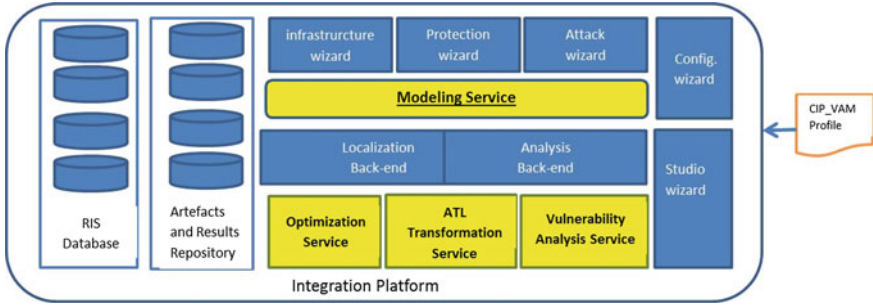 infrastrurcture
wizard
Protection
wizard
Attack
wizard
Config.
wizard
Modeling Service
CIP_VAM
Profile
Localization
Back-end
Analysis
Back-end
Studio
wizard
RIS
Database
Artefacts
and Results
Repository
Optimization
Service
ATL
Transformation
Service
Vulnerability
Analysis Service
Integration Platform